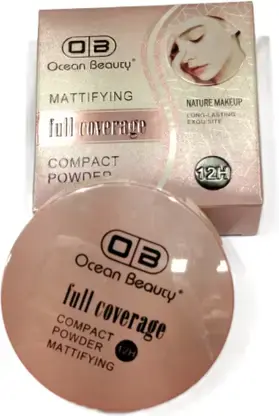 OB
Ocean Beauty
MATTIFYING
full coverage
COMPACT
POWDER
NATURE MAKEUP
LONG-LASTING
EXQUISITE
12H
OB
Ocean Beauty
full coverage
COMPACT
POWDER
MATTIFYING
12H